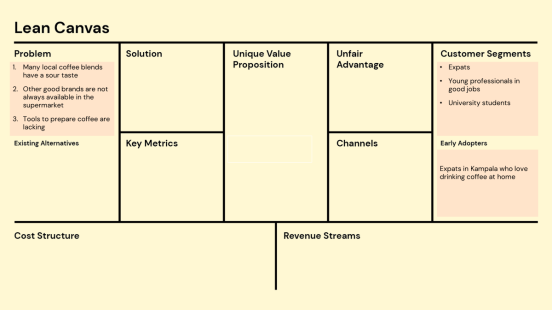 Lean Canvas
Problem
1. Many local coffee blends
have a sour taste
2. Other good brands are not
always available in the
supermarket
3. Tools to prepare coffee are
lacking
Existing Alternatives
Solution
Key Metrics
Unique Value
Proposition
Unfair
Advantage
Channels
Customer Segments
• Expats
• Young professionals in
good jobs
• University students
Early Adopters
Expats in Kampala who love
drinking coffee at home
Cost Structure
Revenue Streams